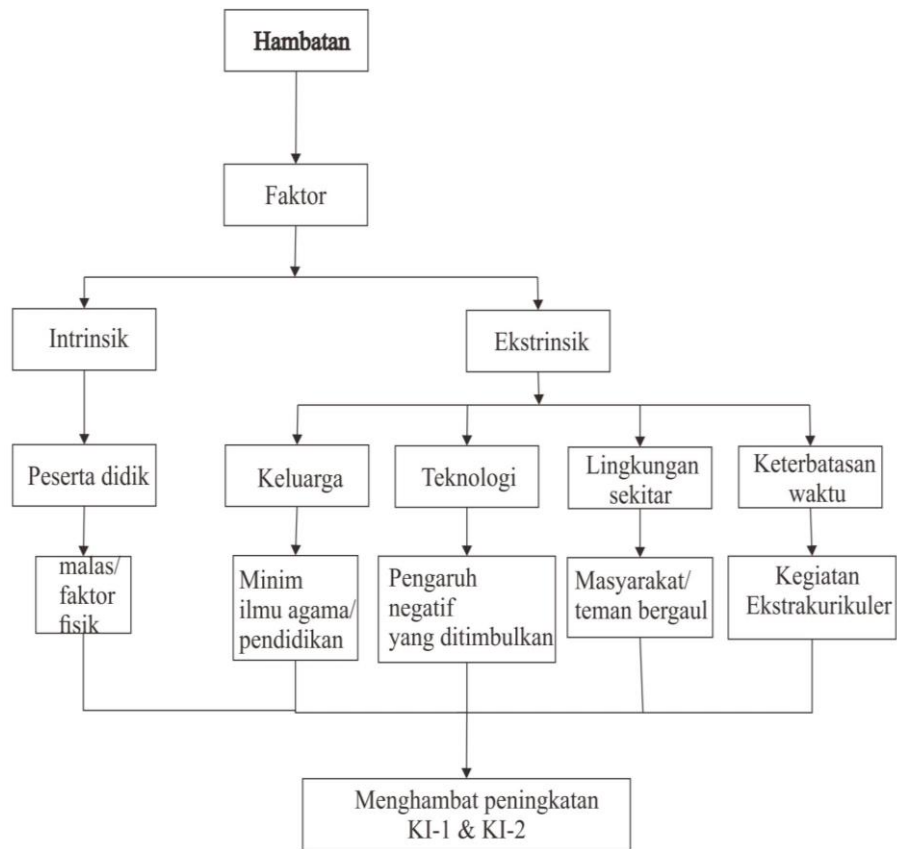 Hambatan
Faktor
Intrinsik
Ekstrinsik
Peserta didik
Keluarga
Teknologi
Lingkungan
sekitar
Keterbatasan
waktu
malas/
faktor
fisik
Minim
ilmu agama/
pendidikan
Pengaruh
negatif
yang ditimbulkan
Masyarakat/
teman bergaul
Kegiatan
Ekstrakurikuler
Menghambat peningkatan
KI-1 & KI-2